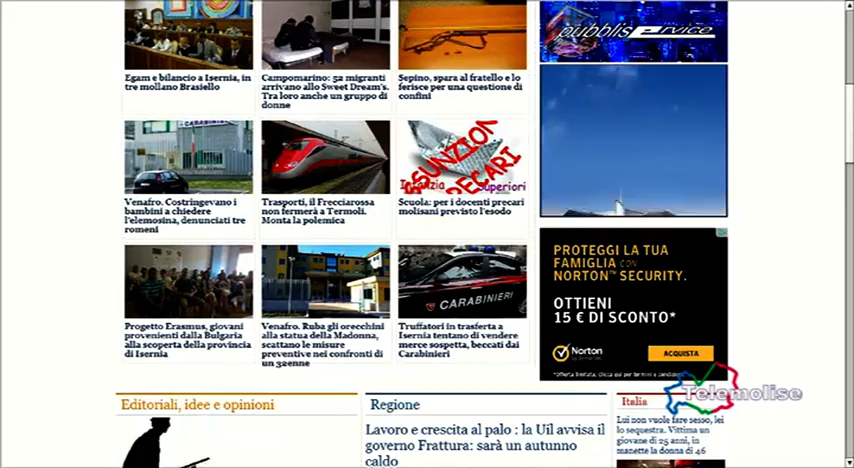 pubbliservice
Egam e bilancio a Isernia, in
tre mollano Brasiello
Campomarino: 52 migranti
arrivano allo Sweet Dream's.
Tra loro anche un gruppo di
donne
Sepino, spara al fratello e lo
ferisce per una questione di
confini
CARABINIERI
ASSUNZIONI
PRECARI
Infanzia
Superiori
Venafro. Costringevano i
bambini a chiedere
l'elemosina, denunciati tre
romeni
Trasporti, il Frecciarossa
non fermerà a Termoli.
Monta la polemica
Scuola: per i docenti precari
molisani previsto l'esodo
CARABINIERI
Progetto Erasmus, giovani
provenienti dalla Bulgaria
alla scoperta della provincia
di Isernia
Venafro. Ruba gli orecchini
alla statua della Madonna,
scattano le misure
preventive nei confronti di
un 32enne
Truffatori in trasferta a
Isernia tentano di vendere
merce sospetta, beccati dai
Carabinieri
PROTEGGI LA TUA
FAMIGLIA CON
NORTON™ SECURITY.
OTTIENI
15 € DI SCONTO*
Norton
ACQUISTA
*Offerta limitata, clicca qui per termini e condizioni
Telemolise
Editoriali, idee e opinioni
Regione
Lavoro e crescita al palo : la Uil avvisa il
governo Frattura: sarà un autunno
caldo
Italia
Lui non vuole fare sesso, lei
lo sequestra. Vittima un
giovane di 25 anni, in
manette la donna di 46